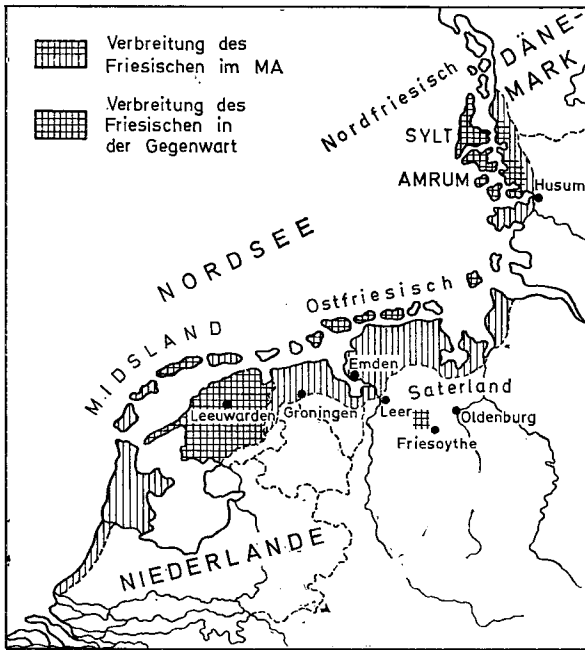 Verbreitung des
Friesischen im MA
Verbreitung des
Friesischen in
der Gegenwart
DÄNE-
MARK
Nordfriesisch
SYLT
AMRUM
Husum
NORDSEE
Ostfriesisch
MIDSLAND
Emden
Saterland
Leeuwarden
Groningen
Leer
Oldenburg
Friesoythe
NIEDERLANDE